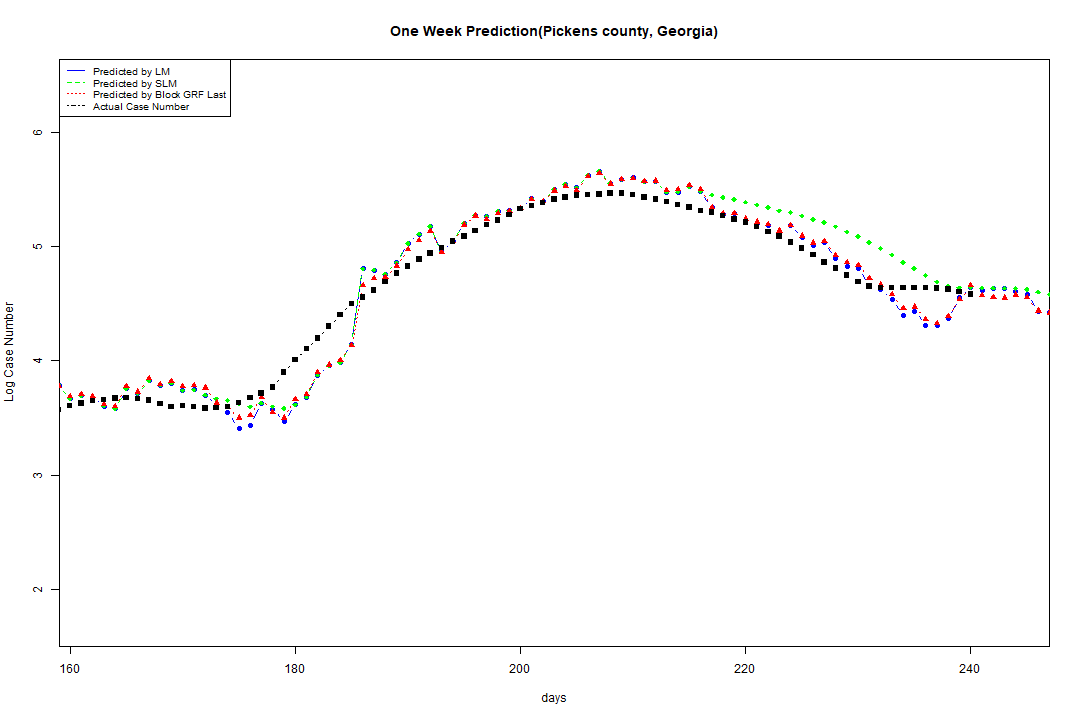 One Week Prediction(Pickens county, Georgia)
Predicted by LM
Predicted by SLM
Predicted by Block GRF Last
Actual Case Number
6
5
4
3
2
Log Case Number
160
180
200
220
240
days